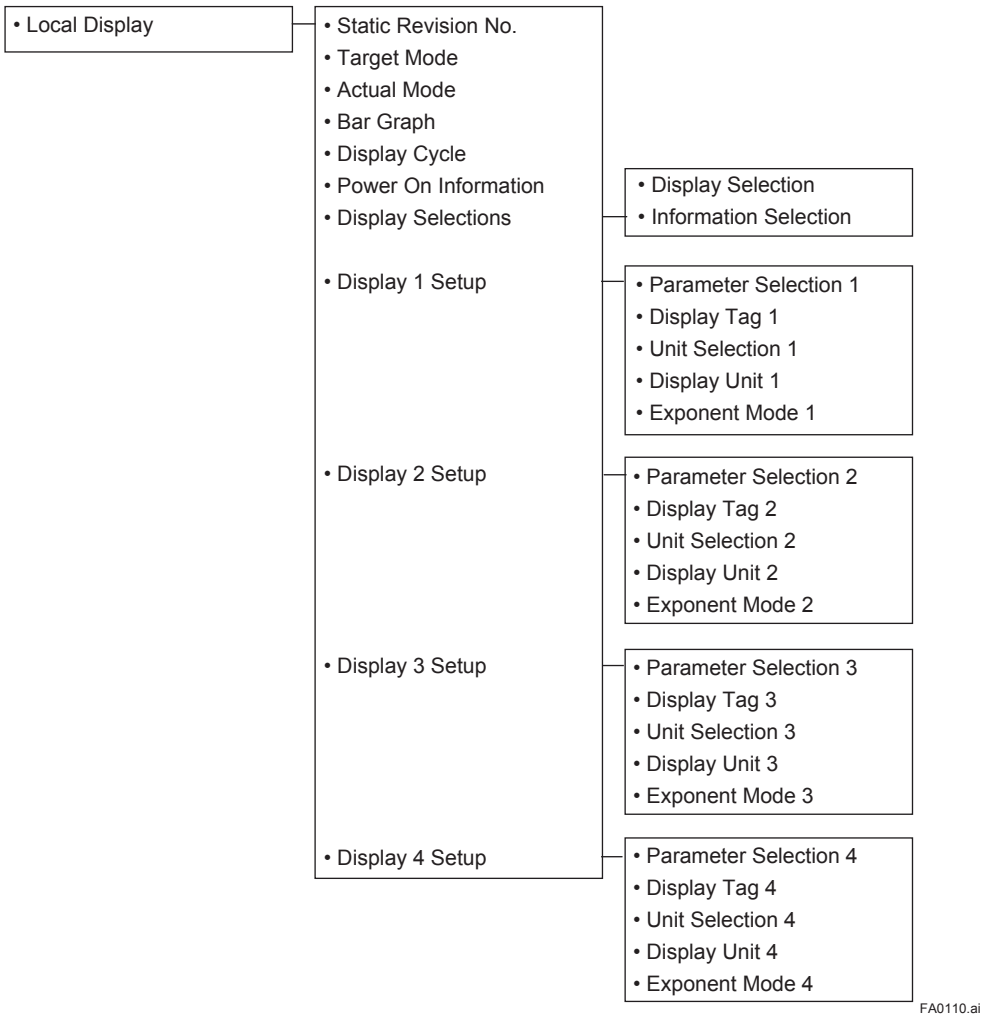 • Local Display
• Static Revision No.
• Target Mode
• Actual Mode
• Bar Graph
• Display Cycle
• Power On Information
• Display Selections
• Display Selection
• Information Selection
• Display 1 Setup
• Parameter Selection 1
• Display Tag 1
• Unit Selection 1
• Display Unit 1
• Exponent Mode 1
• Display 2 Setup
• Parameter Selection 2
• Display Tag 2
• Unit Selection 2
• Display Unit 2
• Exponent Mode 2
• Display 3 Setup
• Parameter Selection 3
• Display Tag 3
• Unit Selection 3
• Display Unit 3
• Exponent Mode 3
• Display 4 Setup
• Parameter Selection 4
• Display Tag 4
• Unit Selection 4
• Display Unit 4
• Exponent Mode 4
FA0110.ai